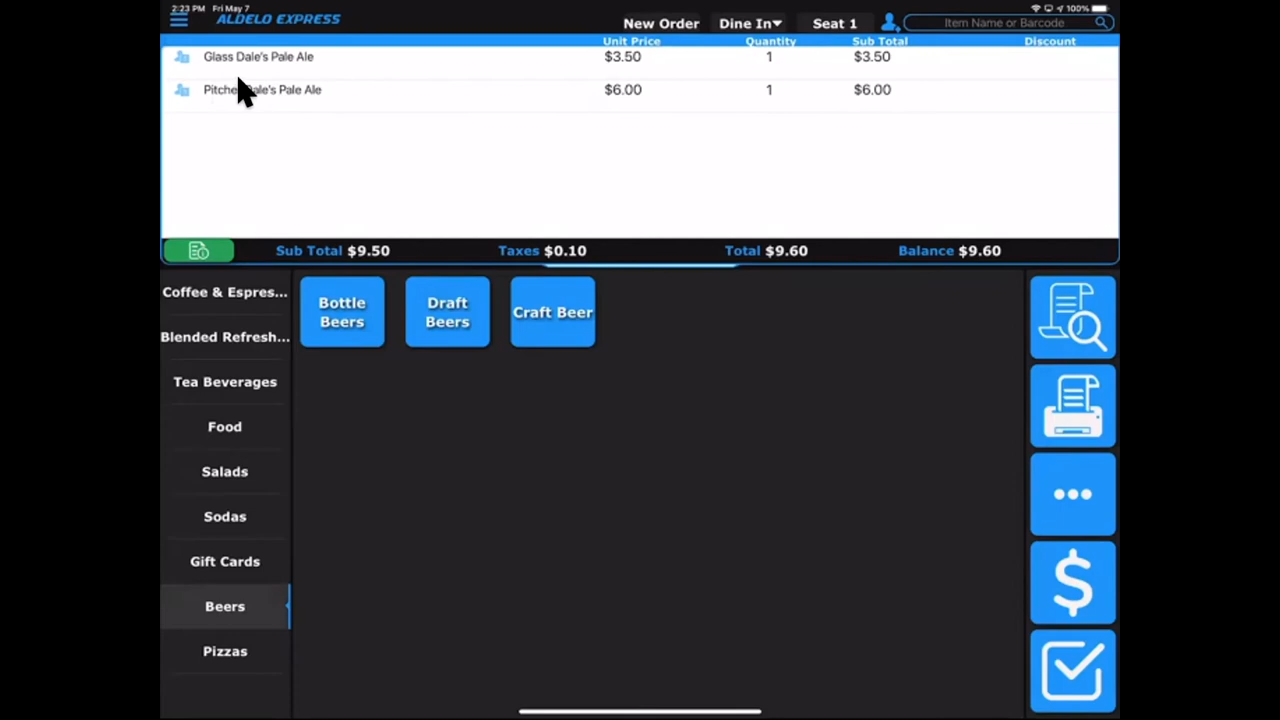 2:23 PM Fri May 7 100%
ALDELO EXPRESS New Order Dine In▾ Seat 1 Item Name or Barcode
Unit Price Quantity Sub Total Discount
Glass Dale's Pale Ale $3.50 1 $3.50
Pitcher Dale's Pale Ale $6.00 1 $6.00
Sub Total $9.50 Taxes $0.10 Total $9.60 Balance $9.60
Coffee & Espres...
Blended Refresh...
Tea Beverages
Food
Salads
Sodas
Gift Cards
Beers
Pizzas
Bottle
Beers
Draft
Beers
Craft Beer